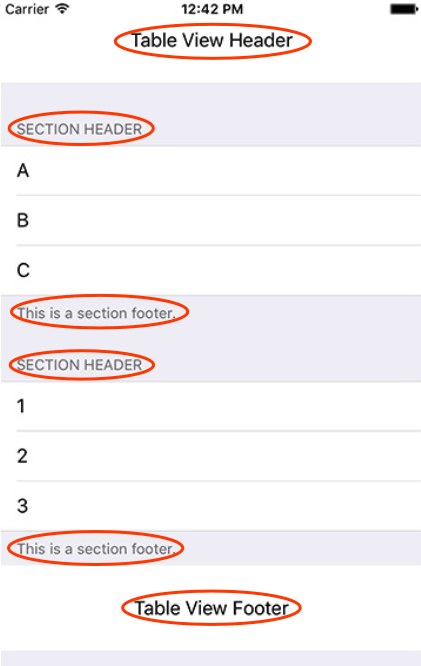 Carrier 12:42 PM
Table View Header
SECTION HEADER
A
B
C
This is a section footer.
SECTION HEADER
1
2
3
This is a section footer.
Table View Footer